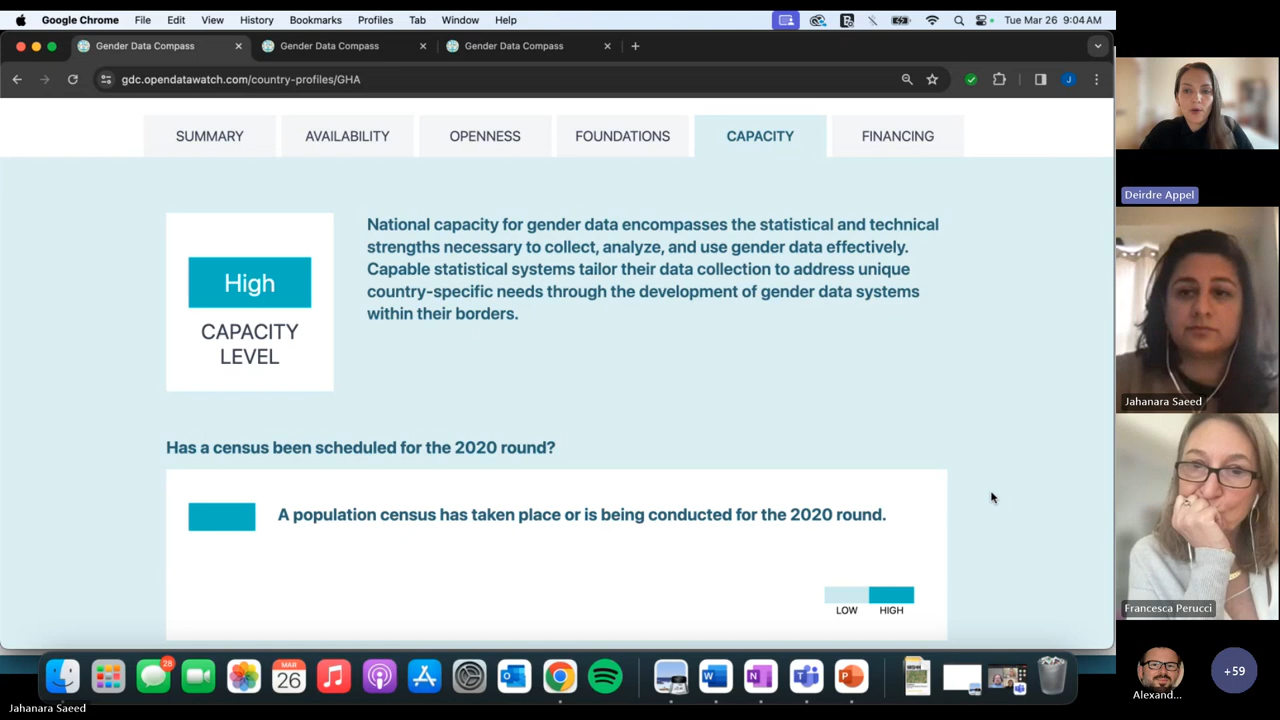 Google Chrome File Edit View History Bookmarks Profiles Tab Window Help Tue Mar 26 9:04 AM
Gender Data Compass Gender Data Compass Gender Data Compass
gdc.opendatawatch.com/country-profiles/GHA
J
SUMMARY AVAILABILITY OPENNESS FOUNDATIONS CAPACITY FINANCING
High
CAPACITY
LEVEL
National capacity for gender data encompasses the statistical and technical
strengths necessary to collect, analyze, and use gender data effectively.
Capable statistical systems tailor their data collection to address unique
country-specific needs through the development of gender data systems
within their borders.
Has a census been scheduled for the 2020 round?
A population census has taken place or is being conducted for the 2020 round.
LOW HIGH
28
MAR
26
Jahanara Saeed
Deirdre Appel
Jahanara Saeed
Francesca Perucci
Alexand...
+59